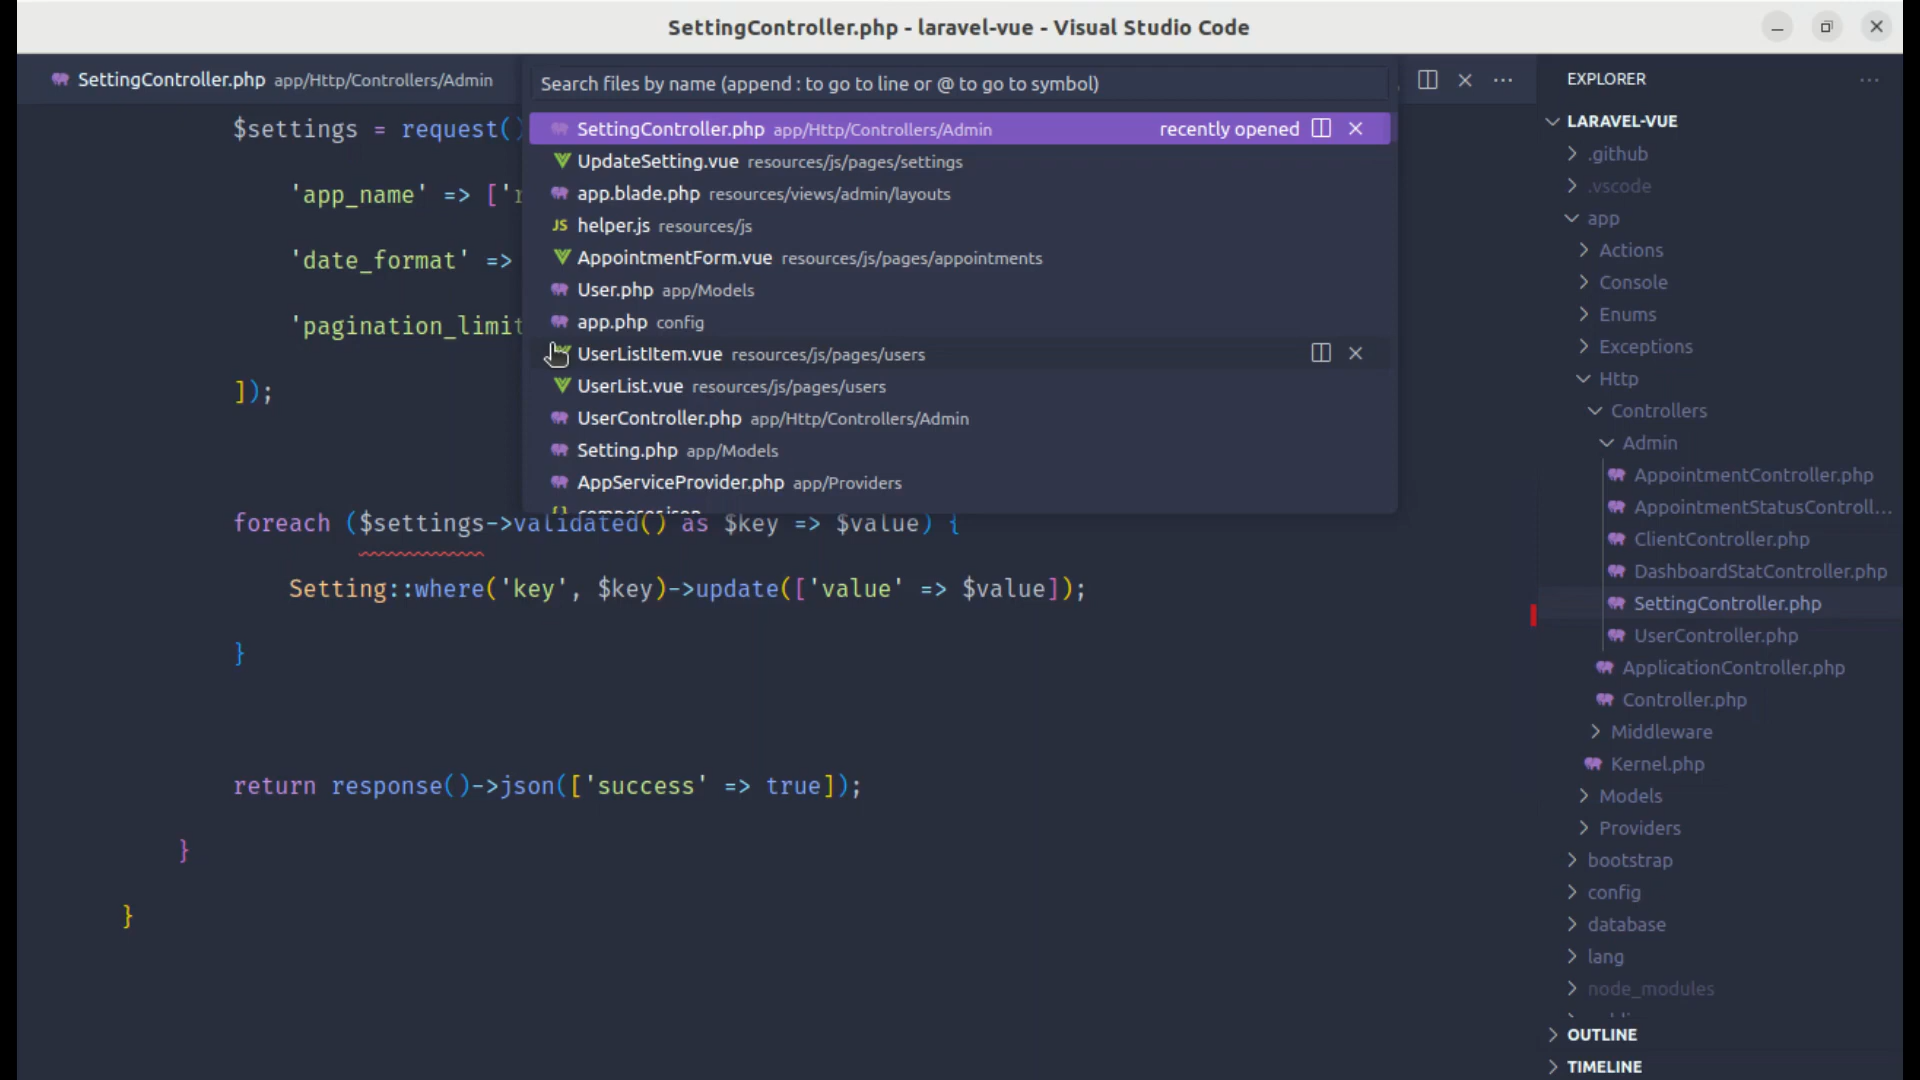 SettingController.php - laravel-vue - Visual Studio Code
SettingController.php app/Http/Controllers/Admin
Search files by name (append : to go to line or @ to go to symbol)
SettingController.php app/Http/Controllers/Admin recently opened
UpdateSetting.vue resources/js/pages/settings
app.blade.php resources/views/admin/layouts
JS helper.js resources/js
AppointmentForm.vue resources/js/pages/appointments
User.php app/Models
app.php config
UserListItem.vue resources/js/pages/users
UserList.vue resources/js/pages/users
UserController.php app/Http/Controllers/Admin
Setting.php app/Models
AppServiceProvider.php app/Providers
{} composer.json
$settings = request()
'app_name' => ['r
'date_format' =>
'pagination_limit
]);
foreach ($settings->validated() as $key => $value) {
Setting::where('key', $key)->update(['value' => $value]);
}
return response()->json(['success' => true]);
}
}
EXPLORER
LARAVEL-VUE
.github
.vscode
app
Actions
Console
Enums
Exceptions
Http
Controllers
Admin
AppointmentController.php
AppointmentStatusControll...
ClientController.php
DashboardStatController.php
SettingController.php
UserController.php
ApplicationController.php
Controller.php
Middleware
Kernel.php
Models
Providers
bootstrap
config
database
lang
node_modules
OUTLINE
TIMELINE